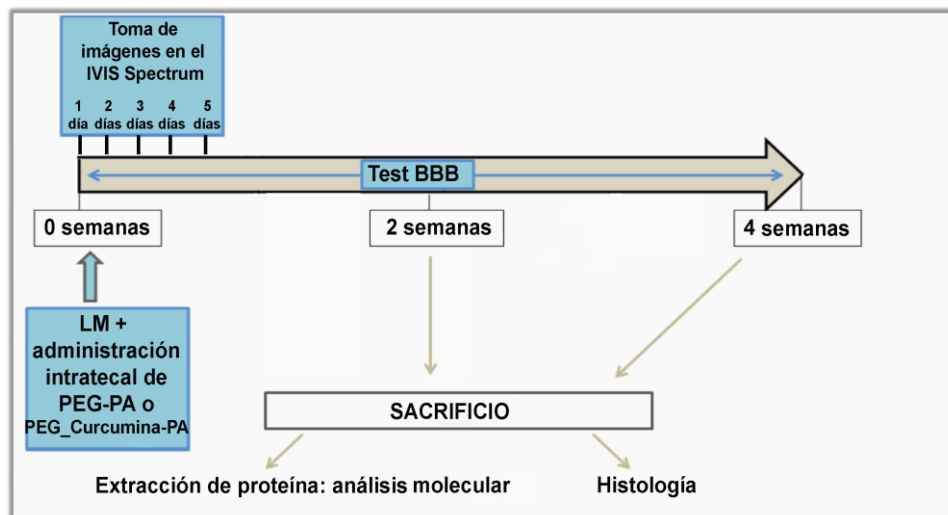 Toma de
imágenes en el
IVIS Spectrum
1 2 3 4 5
día días días días días
Test BBB
0 semanas 2 semanas 4 semanas
LM +
administración
intratecal de
PEG-PA o
PEG_Curcumina-PA
SACRIFICIO
Extracción de proteína: análisis molecular Histología